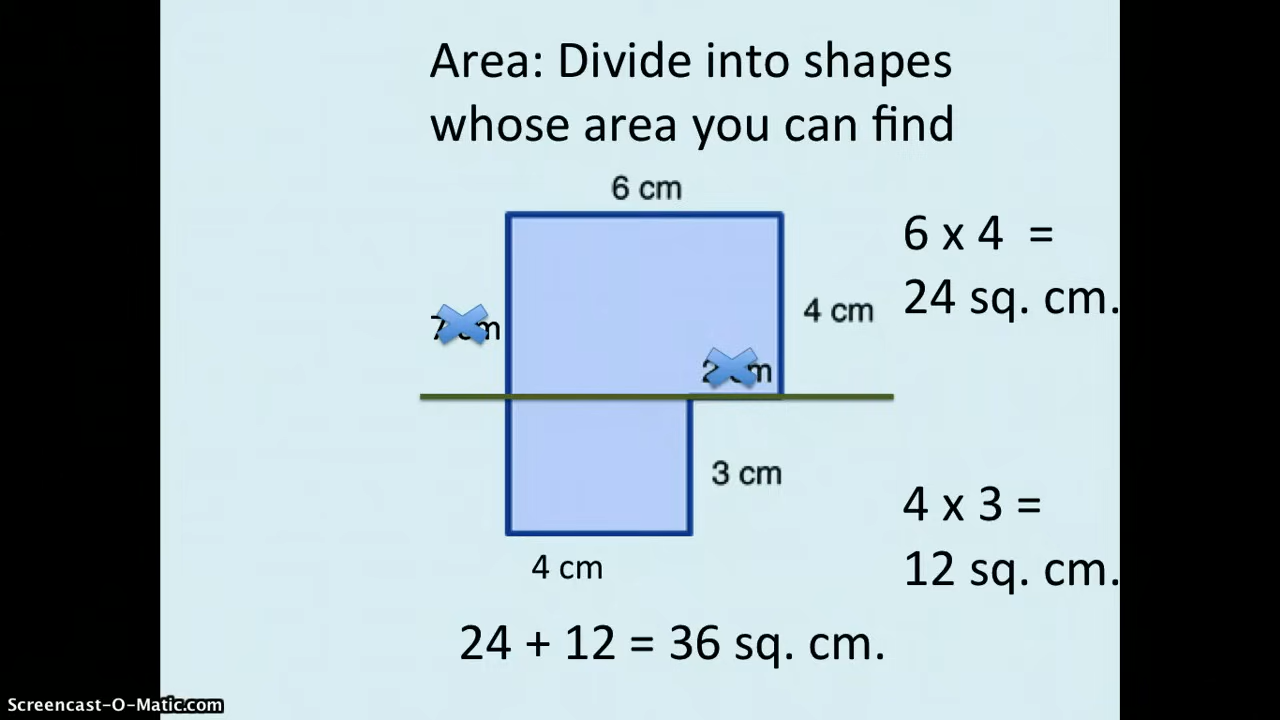 Area: Divide into shapes
whose area you can find
6 cm
6 x 4 =
24 sq. cm.
4 cm
3 cm
4 x 3 =
12 sq. cm.
4 cm
24 + 12 = 36 sq. cm.
Screencast-O-Matic.com